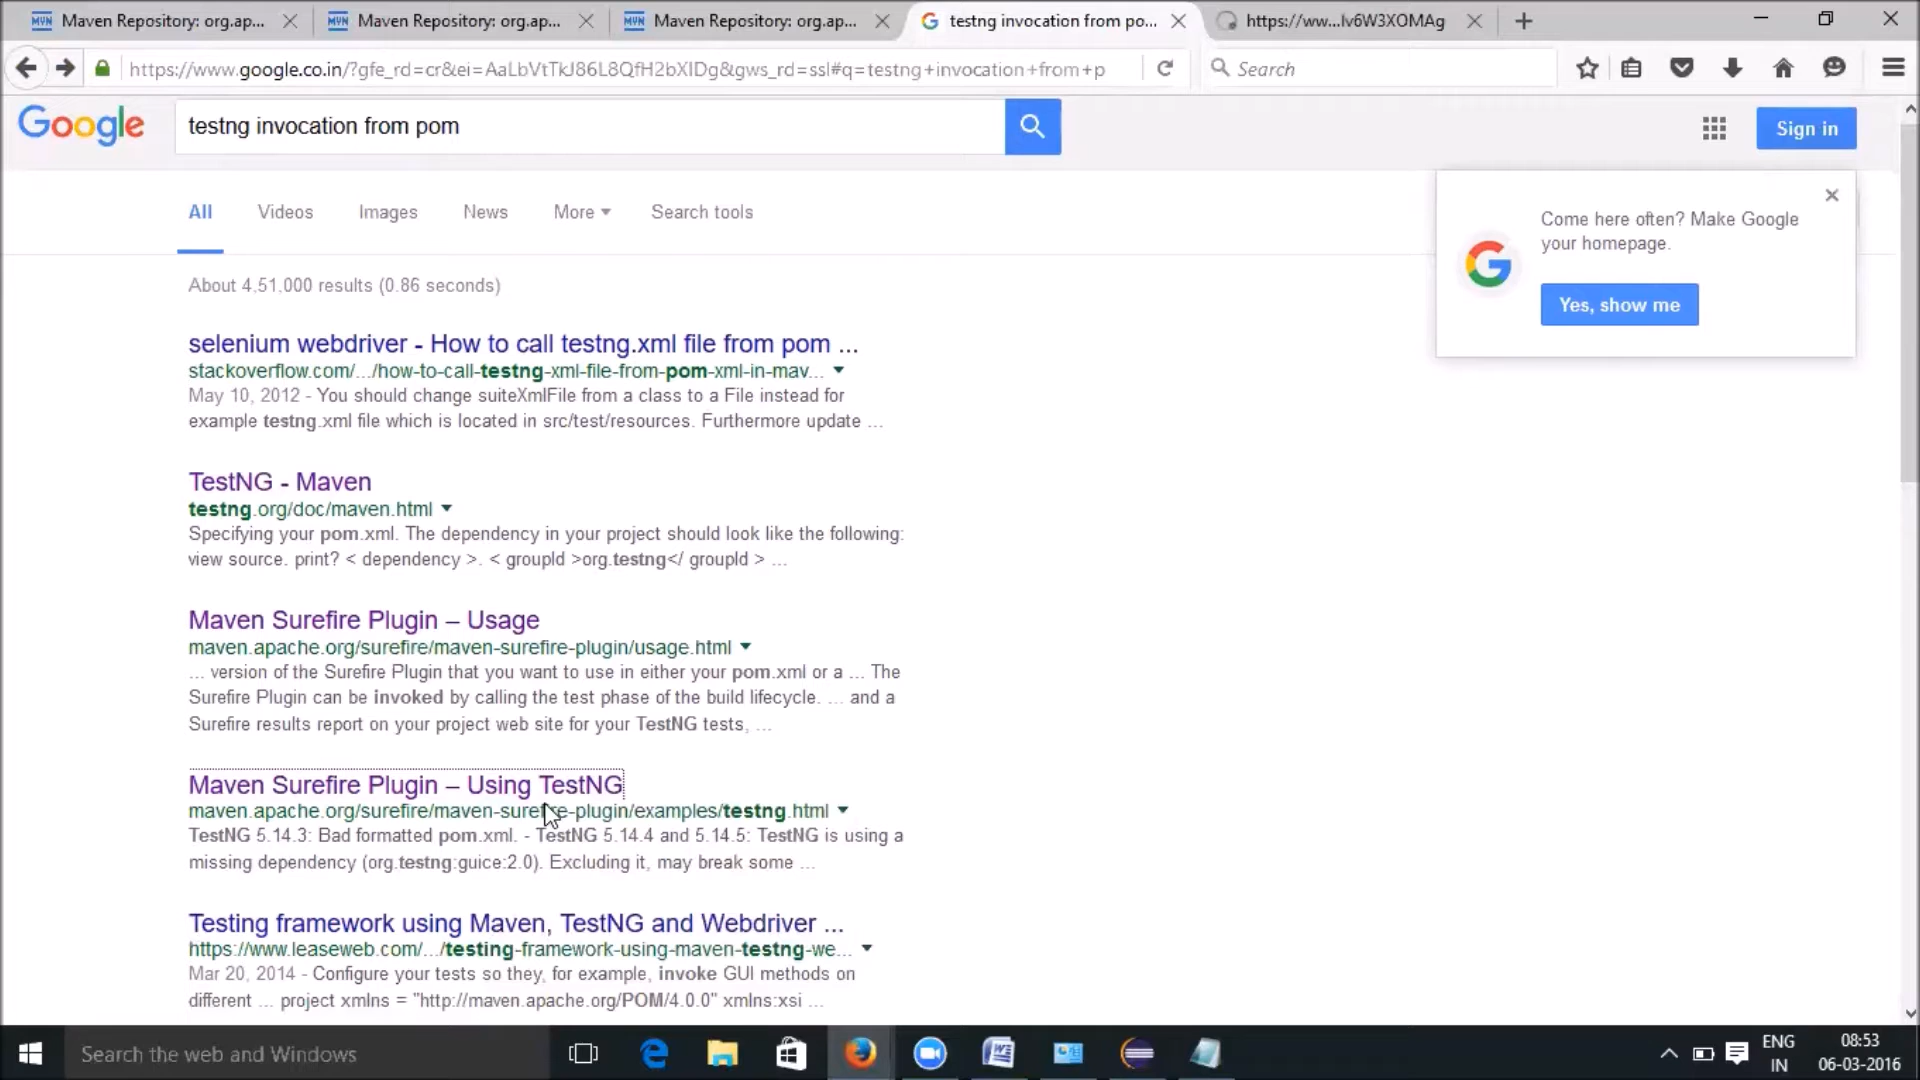 Maven Repository: org.ap...
Maven Repository: org.ap...
Maven Repository: org.ap...
testng invocation from po...
https://ww...lv6W3XOMAg
https://www.google.co.in/?gfe_rd=cr&ei=AaLbVtTkJ86L8QfH2bXIDg&gws_rd=ssl#q=testng+invocation+from+p
Search
Google
testng invocation from pom
Sign in
All
Videos
Images
News
More
Search tools
Come here often? Make Google
your homepage.
Yes, show me
About 4,51,000 results (0.86 seconds)
selenium webdriver - How to call testng.xml file from pom ...
stackoverflow.com/.../how-to-call-testng-xml-file-from-pom-xml-in-mav...
May 10, 2012 - You should change suiteXmlFile from a class to a File instead for
example testng.xml file which is located in src/test/resources. Furthermore update ...
TestNG - Maven
testng.org/doc/maven.html
Specifying your pom.xml. The dependency in your project should look like the following:
view source. print? < dependency >. < groupId >org.testng</ groupId > ...
Maven Surefire Plugin – Usage
maven.apache.org/surefire/maven-surefire-plugin/usage.html
... version of the Surefire Plugin that you want to use in either your pom.xml or a ... The
Surefire Plugin can be invoked by calling the test phase of the build lifecycle. ... and a
Surefire results report on your project web site for your TestNG tests, ...
Maven Surefire Plugin – Using TestNG
maven.apache.org/surefire/maven-surefire-plugin/examples/testng.html
TestNG 5.14.3: Bad formatted pom.xml. - TestNG 5.14.4 and 5.14.5: TestNG is using a
missing dependency (org.testng:guice:2.0). Excluding it, may break some ...
Testing framework using Maven, TestNG and Webdriver ...
https://www.leaseweb.com/.../testing-framework-using-maven-testng-we...
Mar 20, 2014 - Configure your tests so they, for example, invoke GUI methods on
different ... project xmlns = "http://maven.apache.org/POM/4.0.0" xmlns:xsi ...
Search the web and Windows
ENG
IN
08:53
06-03-2016